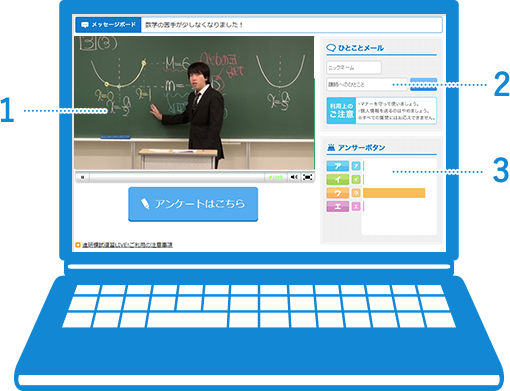 メッセージボード 数学の苦手が少しなくなりました！
ひとことメール
ニックネーム
講師へのひとこと
利用上の
ご注意
・マナーを守って使いましょう。
・個人情報を送るのはやめましょう。
※すべての質問にはお応えできません。
アンサーボタン
ア ア
イ イ
ウ ウ
エ エ
1
2
3
アンケートはこちら
進研模試演習LIVE!ご利用の注意事項